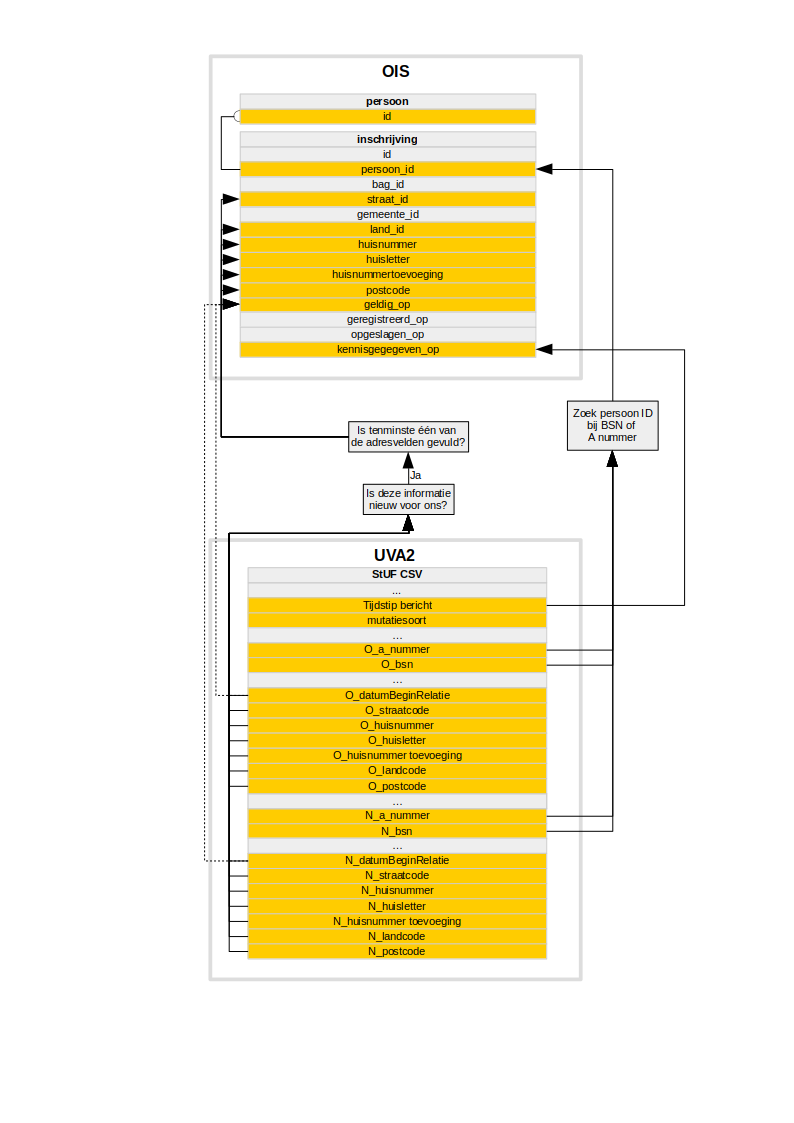 OIS
persoon
id
inschrijving
id
persoon_id
bag_id
straat_id
gemeente_id
land_id
huisnummer
huisletter
huisnummertoevoeging
postcode
geldig_op
geregistreerd_op
opgeslagen_op
kennisgegegeven_op
Zoek persoon ID
bij BSN of
A nummer
Is tenminste één van
de adresvelden gevuld?
Ja
Is deze informatie
nieuw voor ons?
UVA2
StUF CSV
...
Tijdstip bericht
mutatiesoort
...
O_a_nummer
O_bsn
...
O_datumBeginRelatie
O_straatcode
O_huisnummer
O_huisletter
O_huisnummer toevoeging
O_landcode
O_postcode
...
N_a_nummer
N_bsn
...
N_datumBeginRelatie
N_straatcode
N_huisnummer
N_huisletter
N_huisnummer toevoeging
N_landcode
N_postcode